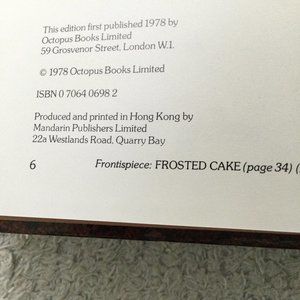 This edition first published 1978 by
Octopus Books Limited
59 Grosvenor Street, London W.1.
© 1978 Octopus Books Limited
ISBN 0 7064 0698 2
Produced and printed in Hong Kong by
Mandarin Publishers Limited
22a Westlands Road, Quarry Bay
6 Frontispiece: FROSTED CAKE (page 34) (